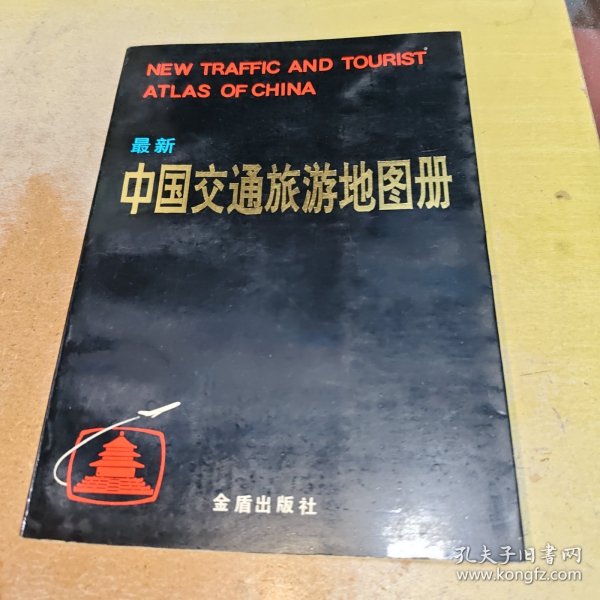 NEW TRAFFIC AND TOURIST
ATLAS OF CHINA
最新
中国交通旅游地图册
金盾出版社
孔夫子旧书网
www.kongfz.com